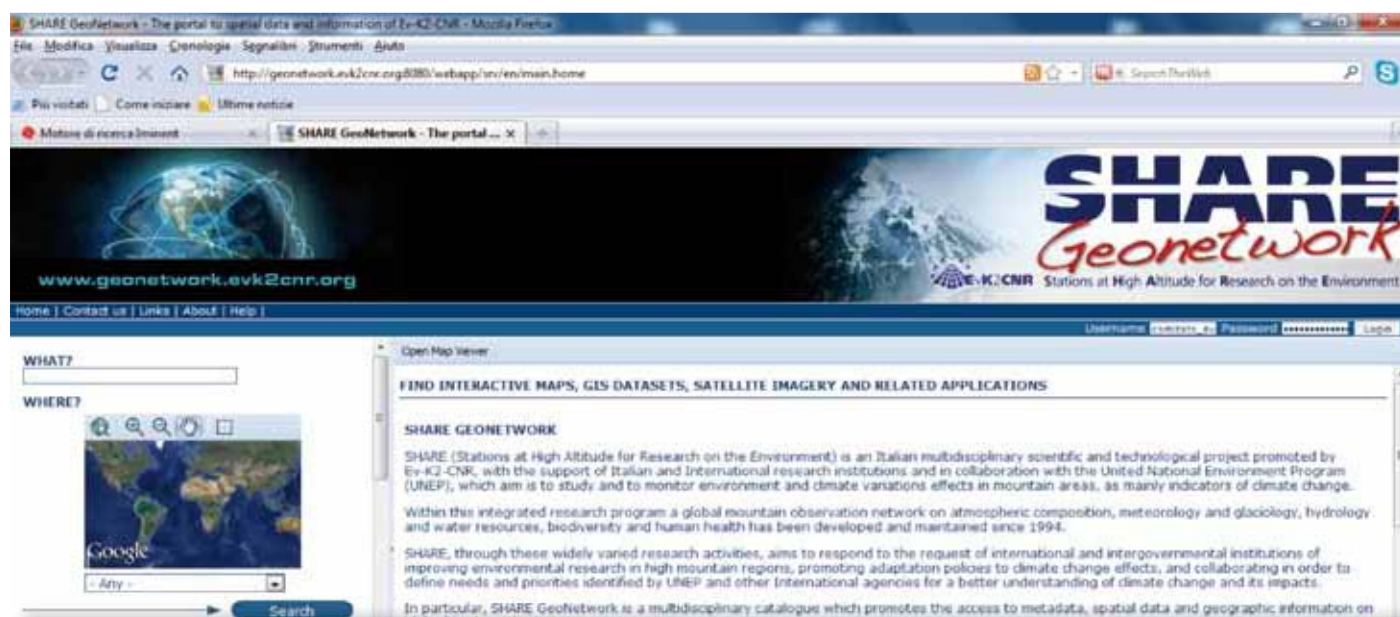 SHARE GeoNetwork - The portal to spatial data and information of Ev-K2-CNR - Mozilla Firefox
File Modifica Visualizza Cronologia Segnalibri Strumenti Aiuto
http://geonetwork.evk2cnr.org:8080/webapp/srv/en/main.home
Search TheWeb
Più visitati Come iniziare Ultime notizie
Motore di ricerca Iminent
SHARE GeoNetwork - The portal ...
SHARE
Geonetwork
www.geonetwork.evk2cnr.org
Ev-K2-CNR Stations at High Altitude for Research on the Environment
Home | Contact us | Links | About | Help |
Username Password Login
WHAT?
WHERE?
Google
- Any -
Search
Open Map Viewer
FIND INTERACTIVE MAPS, GIS DATASETS, SATELLITE IMAGERY AND RELATED APPLICATIONS
SHARE GEONETWORK
SHARE (Stations at High Altitude for Research on the Environment) is an Italian multidisciplinary scientific and technological project promoted by
Ev-K2-CNR, with the support of Italian and International research institutions and in collaboration with the United National Environment Program
(UNEP), which aim is to study and to monitor environment and climate variations effects in mountain areas, as mainly indicators of climate change.
Within this integrated research program a global mountain observation network on atmospheric composition, meteorology and glaciology, hydrology
and water resources, biodiversity and human health has been developed and maintained since 1994.
SHARE, through these widely varied research activities, aims to respond to the request of international and intergovernmental institutions of
improving environmental research in high mountain regions, promoting adaptation policies to climate change effects, and collaborating in order to
define needs and priorities identified by UNEP and other International agencies for a better understanding of climate change and its impacts.
In particular, SHARE GeoNetwork is a multidisciplinary catalogue which promotes the access to metadata, spatial data and geographic information on